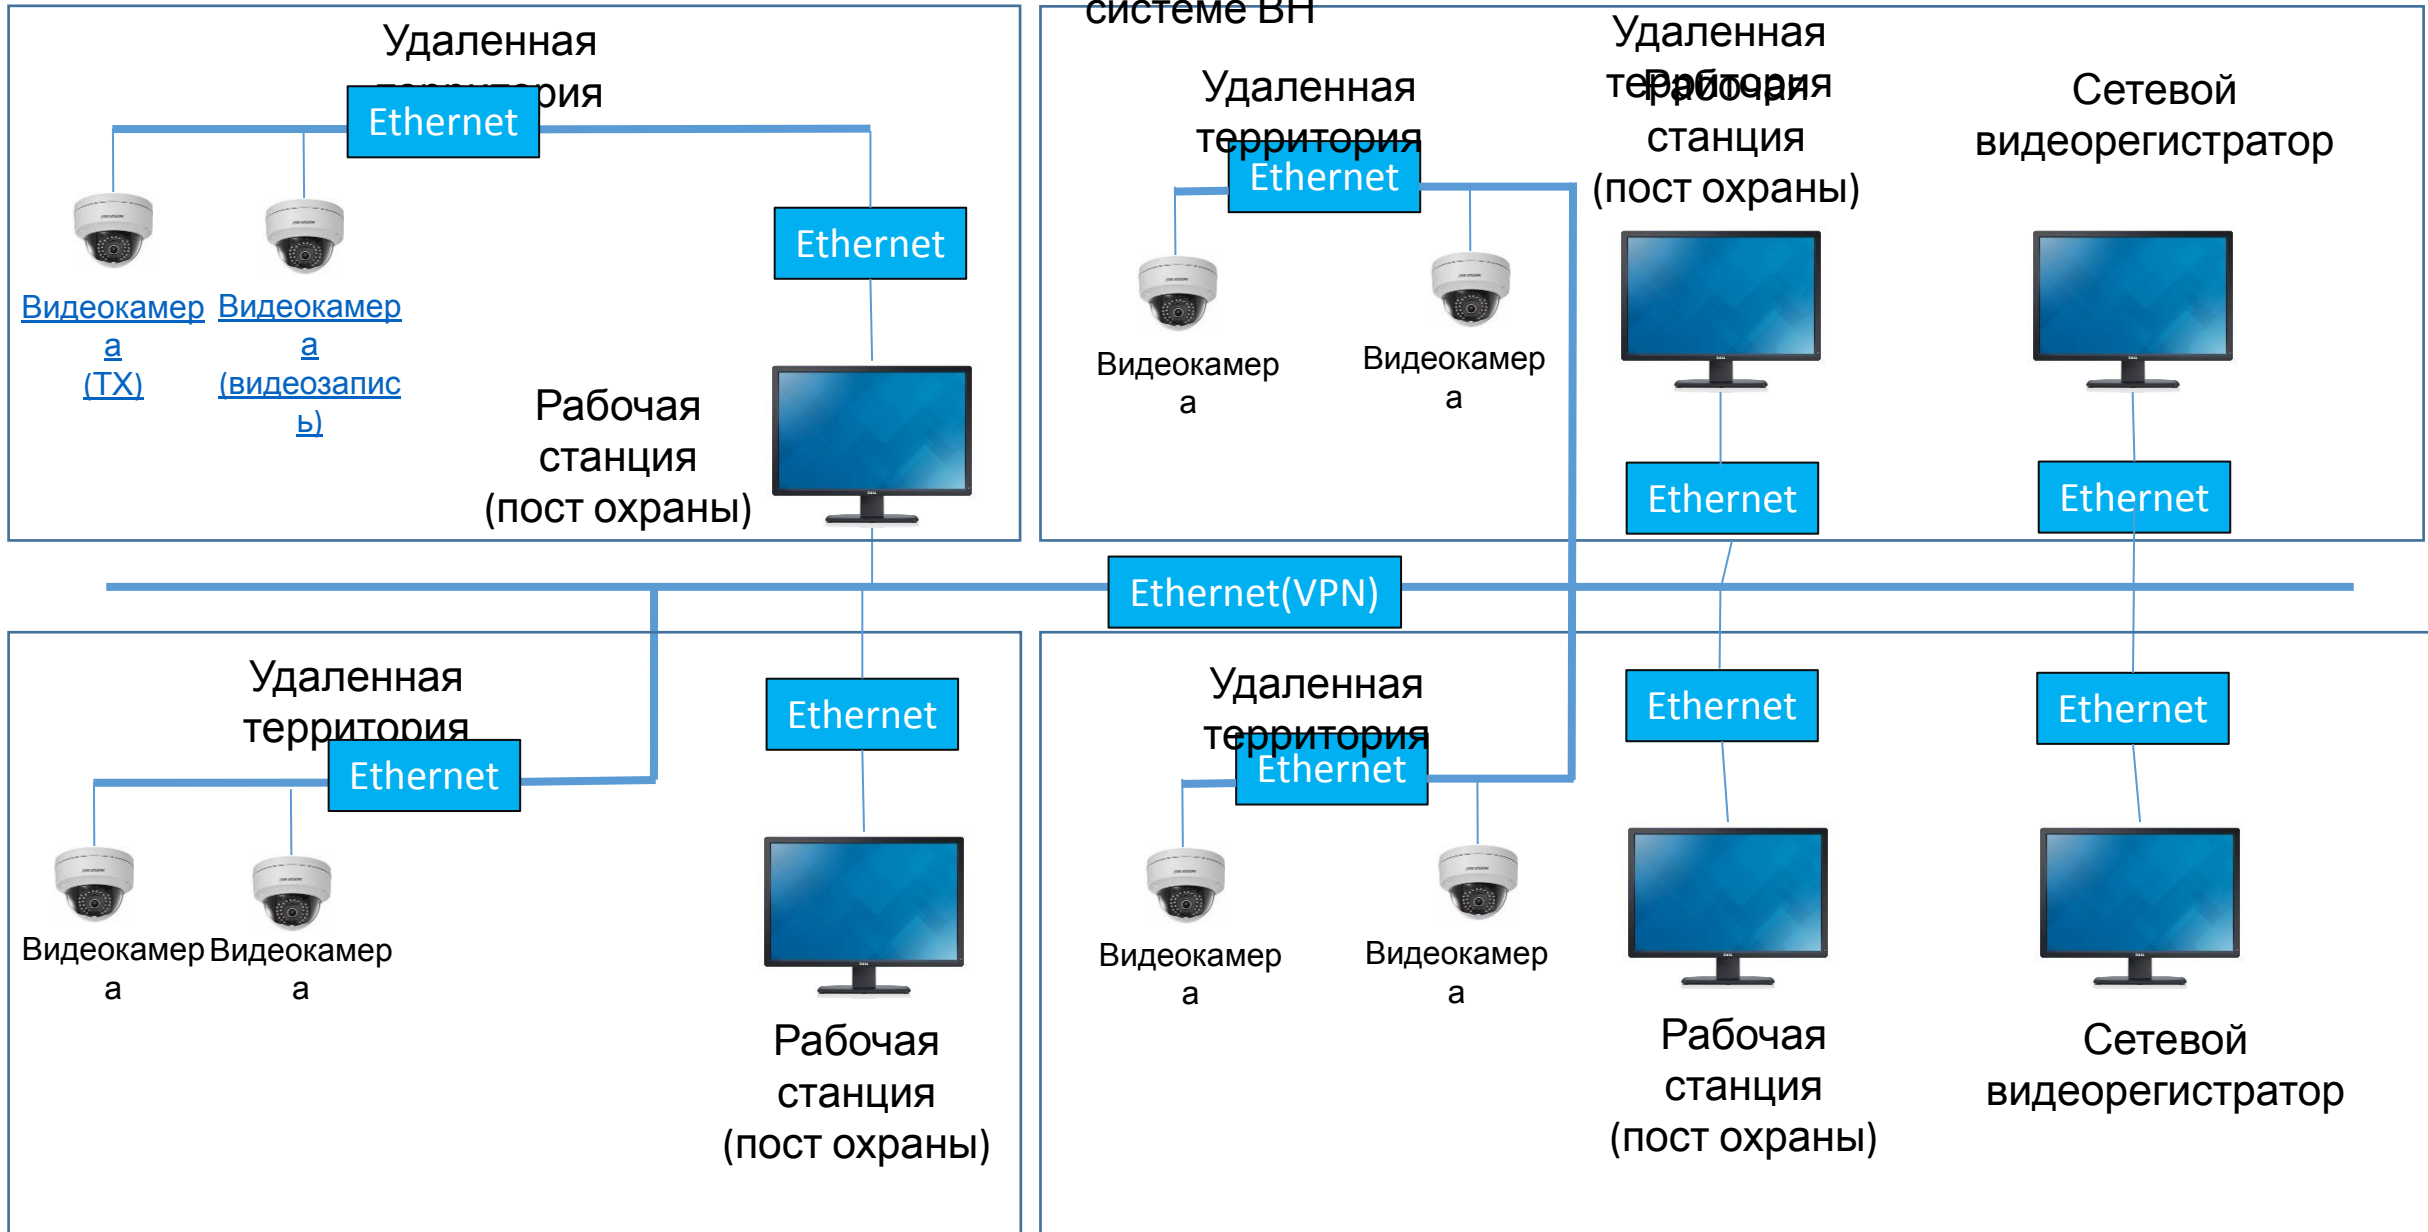 системе ВН
Удаленная
территория
Ethernet
Ethernet
Видеокамер
а
(ТХ)
Видеокамер
а
(видеозапис
ь)
Рабочая
станция
(пост охраны)
Удаленная
территория
Ethernet
Видеокамер
а
Видеокамер
а
Удаленная
территория
Рабочая
станция
(пост охраны)
Ethernet
Сетевой
видеорегистратор
Ethernet
Ethernet(VPN)
Удаленная
территория
Ethernet
Видеокамер
а
Видеокамер
а
Ethernet
Рабочая
станция
(пост охраны)
Удаленная
территория
Ethernet
Видеокамер
а
Видеокамер
а
Ethernet
Рабочая
станция
(пост охраны)
Ethernet
Сетевой
видеорегистратор